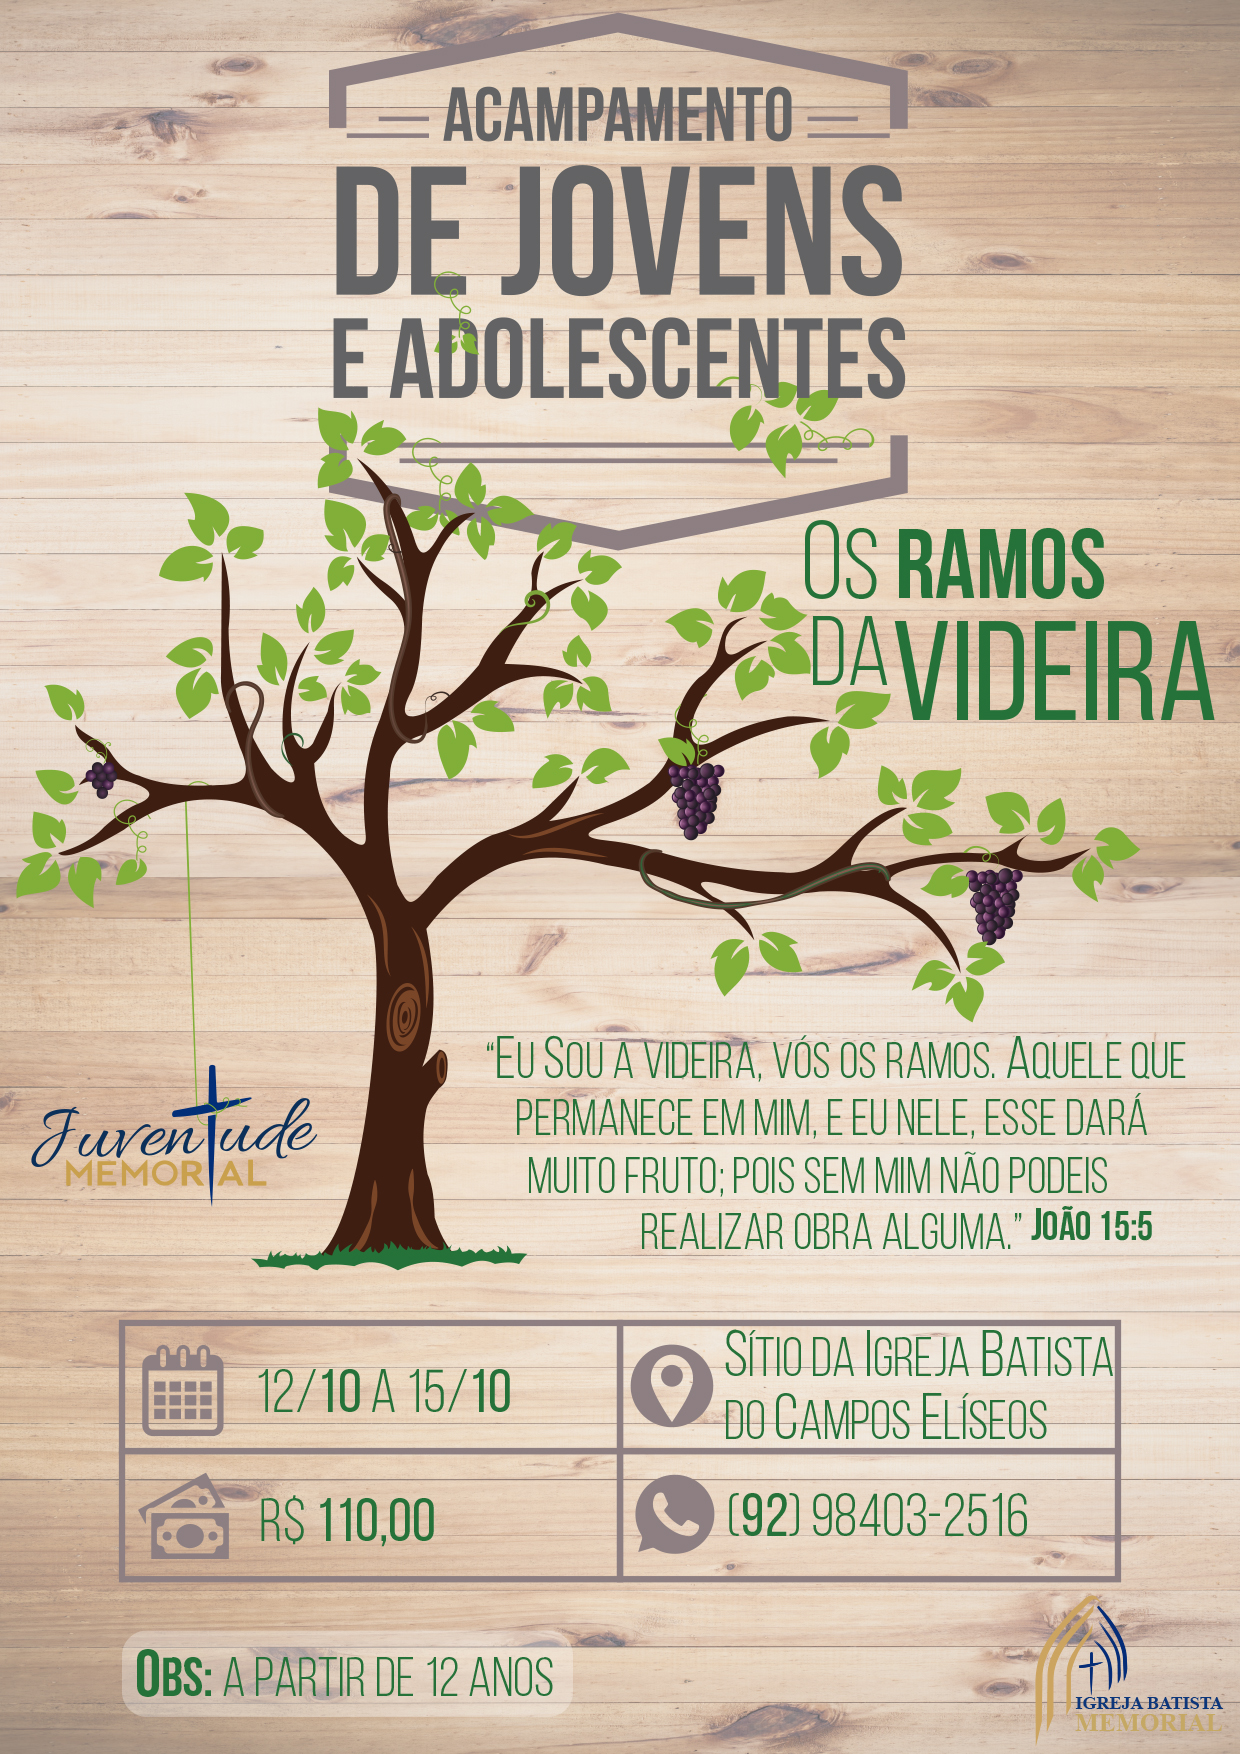 ACAMPAMENTO
DE JOVENS
E ADOLESCENTES
OS RAMOS
DA VIDEIRA
“EU SOU A VIDEIRA, VÓS OS RAMOS. AQUELE QUE
PERMANECE EM MIM, E EU NELE, ESSE DARÁ
MUITO FRUTO; POIS SEM MIM NÃO PODEIS
REALIZAR OBRA ALGUMA.” JOÃO 15:5
Juventude
MEMORIAL
12/10 A 15/10
SÍTIO DA IGREJA BATISTA
DO CAMPOS ELÍSEOS
R$ 110,00
(92) 98403-2516
OBS: A PARTIR DE 12 ANOS
IGREJA BATISTA
MEMORIAL